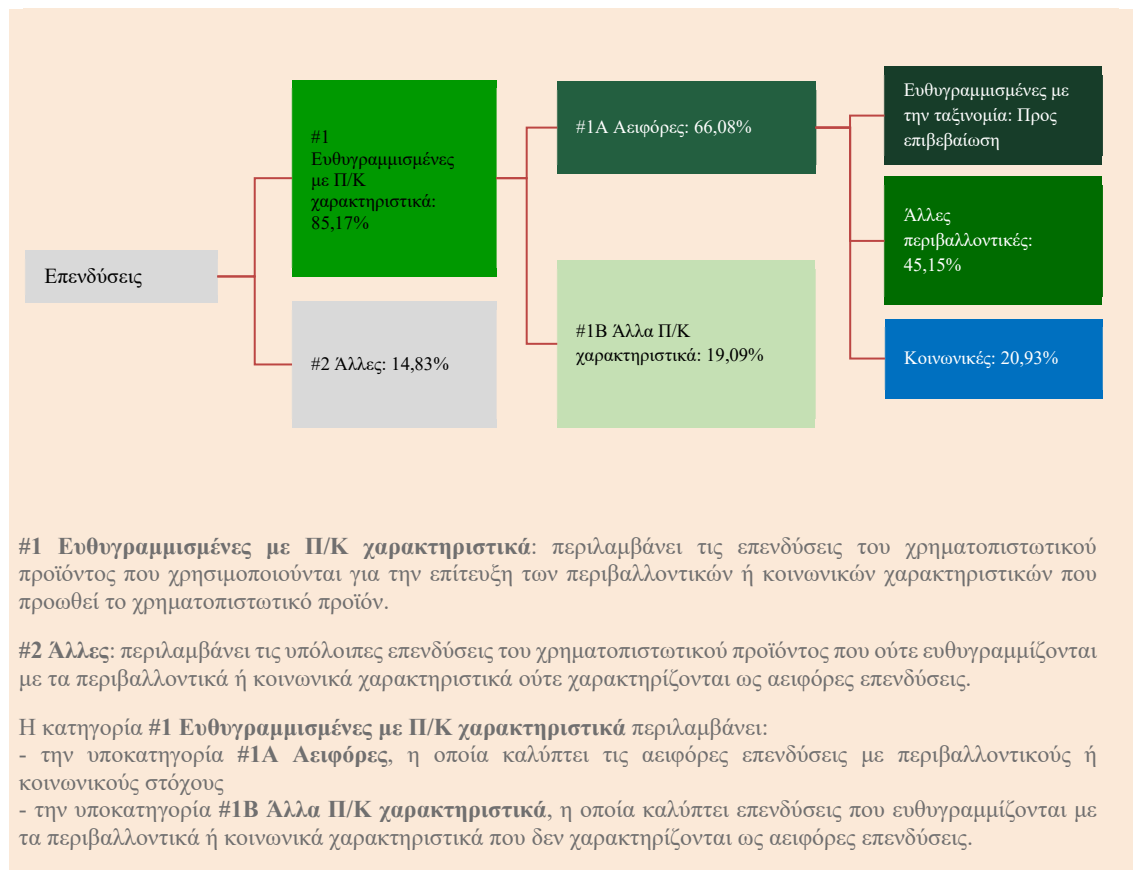 Επενδύσεις
#1
Ευθυγραμμισμένες
με Π/Κ
χαρακτηριστικά:
85,17%
#2 Άλλες: 14,83%
#1A Αειφόρες: 66,08%
#1B Άλλα Π/Κ
χαρακτηριστικά: 19,09%
Ευθυγραμμισμένες με
την ταξινομία: Προς
επιβεβαίωση
Άλλες
περιβαλλοντικές:
45,15%
Κοινωνικές: 20,93%
#1 Ευθυγραμμισμένες με Π/Κ χαρακτηριστικά: περιλαμβάνει τις επενδύσεις του χρηματοπιστωτικού
προϊόντος που χρησιμοποιούνται για την επίτευξη των περιβαλλοντικών ή κοινωνικών χαρακτηριστικών που
προωθεί το χρηματοπιστωτικό προϊόν.
#2 Άλλες: περιλαμβάνει τις υπόλοιπες επενδύσεις του χρηματοπιστωτικού προϊόντος που ούτε ευθυγραμμίζονται
με τα περιβαλλοντικά ή κοινωνικά χαρακτηριστικά ούτε χαρακτηρίζονται ως αειφόρες επενδύσεις.
Η κατηγορία #1 Ευθυγραμμισμένες με Π/Κ χαρακτηριστικά περιλαμβάνει:
- την υποκατηγορία #1A Αειφόρες, η οποία καλύπτει τις αειφόρες επενδύσεις με περιβαλλοντικούς ή
κοινωνικούς στόχους
- την υποκατηγορία #1B Άλλα Π/Κ χαρακτηριστικά, η οποία καλύπτει επενδύσεις που ευθυγραμμίζονται με
τα περιβαλλοντικά ή κοινωνικά χαρακτηριστικά που δεν χαρακτηρίζονται ως αειφόρες επενδύσεις.